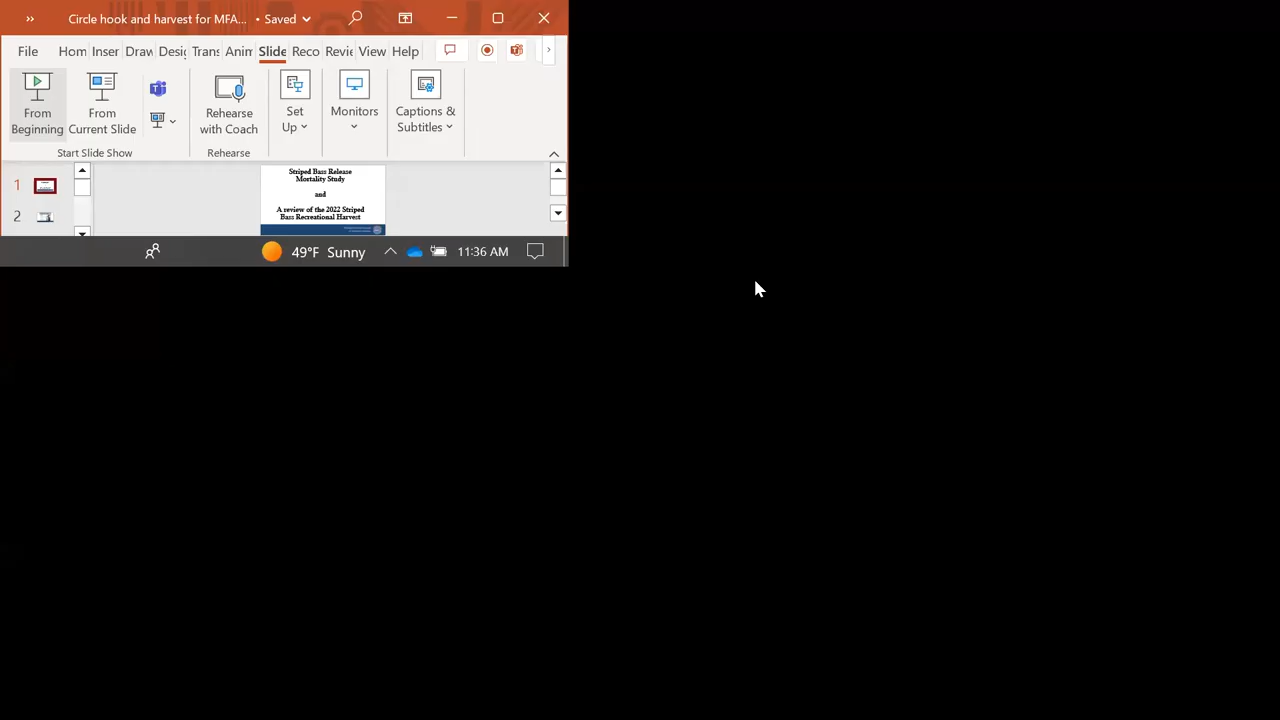 Circle hook and harvest for MFA... • Saved
File Hom Inser Draw Desig Trans Anim Slide Reco Revie View Help
From Beginning
From Current Slide
Rehearse with Coach
Set Up
Monitors
Captions & Subtitles
Start Slide Show
Rehearse
1
2
Striped Bass Release
Mortality Study
and
A review of the 2022 Striped
Bass Recreational Harvest
49°F Sunny
11:36 AM